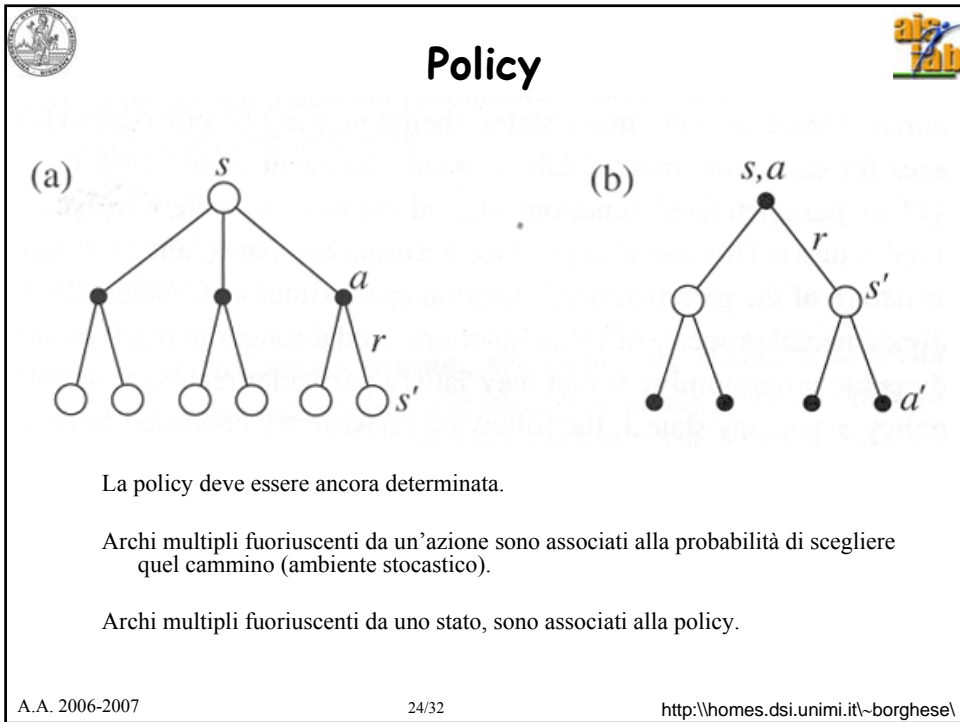 Policy
(a)
s
a
r
s'
(b)
s,a
r
s'
a'
La policy deve essere ancora determinata.
Archi multipli fuoriuscenti da un'azione sono associati alla probabilità di scegliere
quel cammino (ambiente stocastico).
Archi multipli fuoriuscenti da uno stato, sono associati alla policy.
A.A. 2006-2007
24/32
http:\\homes.dsi.unimi.it\~borghese\